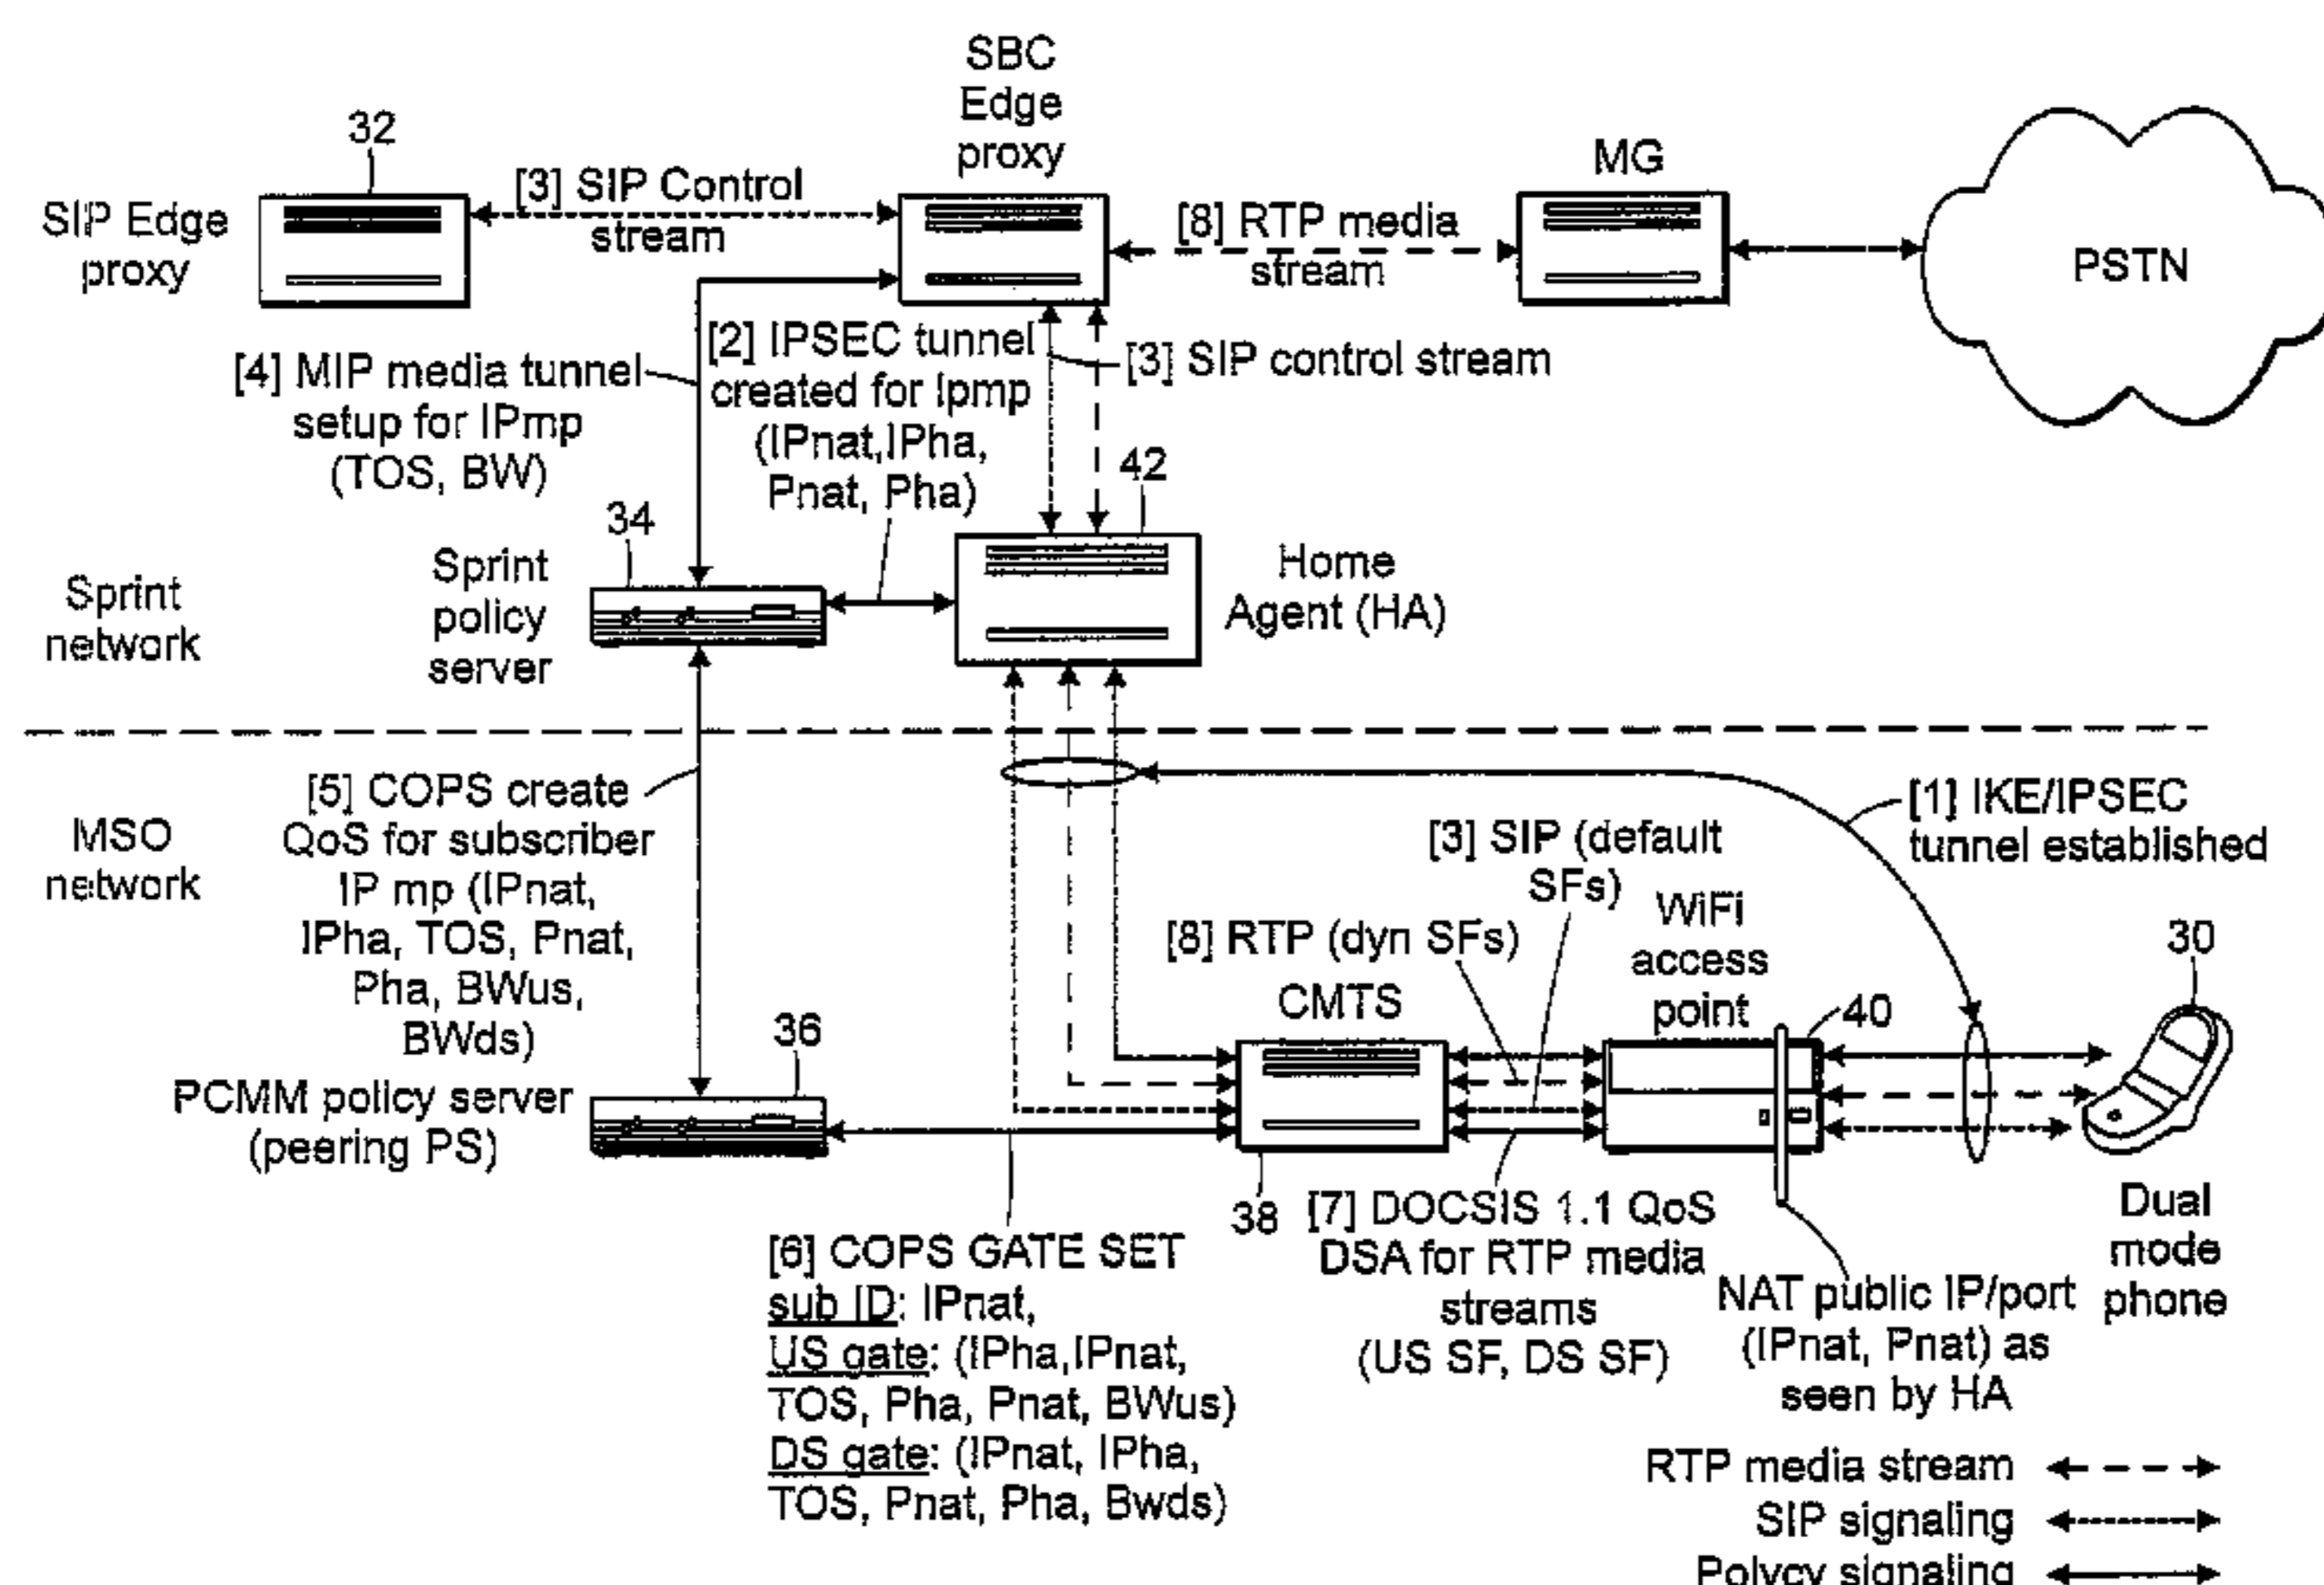 SBC
Edge
proxy
32
SIP Edge
proxy
[3] SIP Control
stream
[8] RTP media
stream
MG
PSTN
[4] MIP media tunnel
setup for IPmp
(TOS, BW)
[2] IPSEC tunnel
created for Ipmp
(IPnat,IPha,
Pnat, Pha)
[3] SIP control stream
42
34
Sprint
network
Sprint
policy
server
Home
Agent (HA)
MSO
network
[5] COPS create
QoS for subscriber
IP mp (IPnat,
IPha, TOS, Pnat,
Pha, BWus,
BWds)
[1] IKE/IPSEC
tunnel established
[3] SIP (default
SFs)
[8] RTP (dyn SFs)
CMTS
WiFi
access
point
40
30
36
PCMM policy server
(peering PS)
38
[6] COPS GATE SET
sub ID: IPnat,
US gate: (IPha,IPnat,
TOS, Pha, Pnat, BWus)
DS gate: (IPnat, IPha,
TOS, Pnat, Pha, Bwds)
[7] DOCSIS 1.1 QoS
DSA for RTP media
streams
(US SF, DS SF)
NAT public IP/port
(IPnat, Pnat) as
seen by HA
Dual
mode
phone
RTP media stream
SIP signaling
Polycy signaling